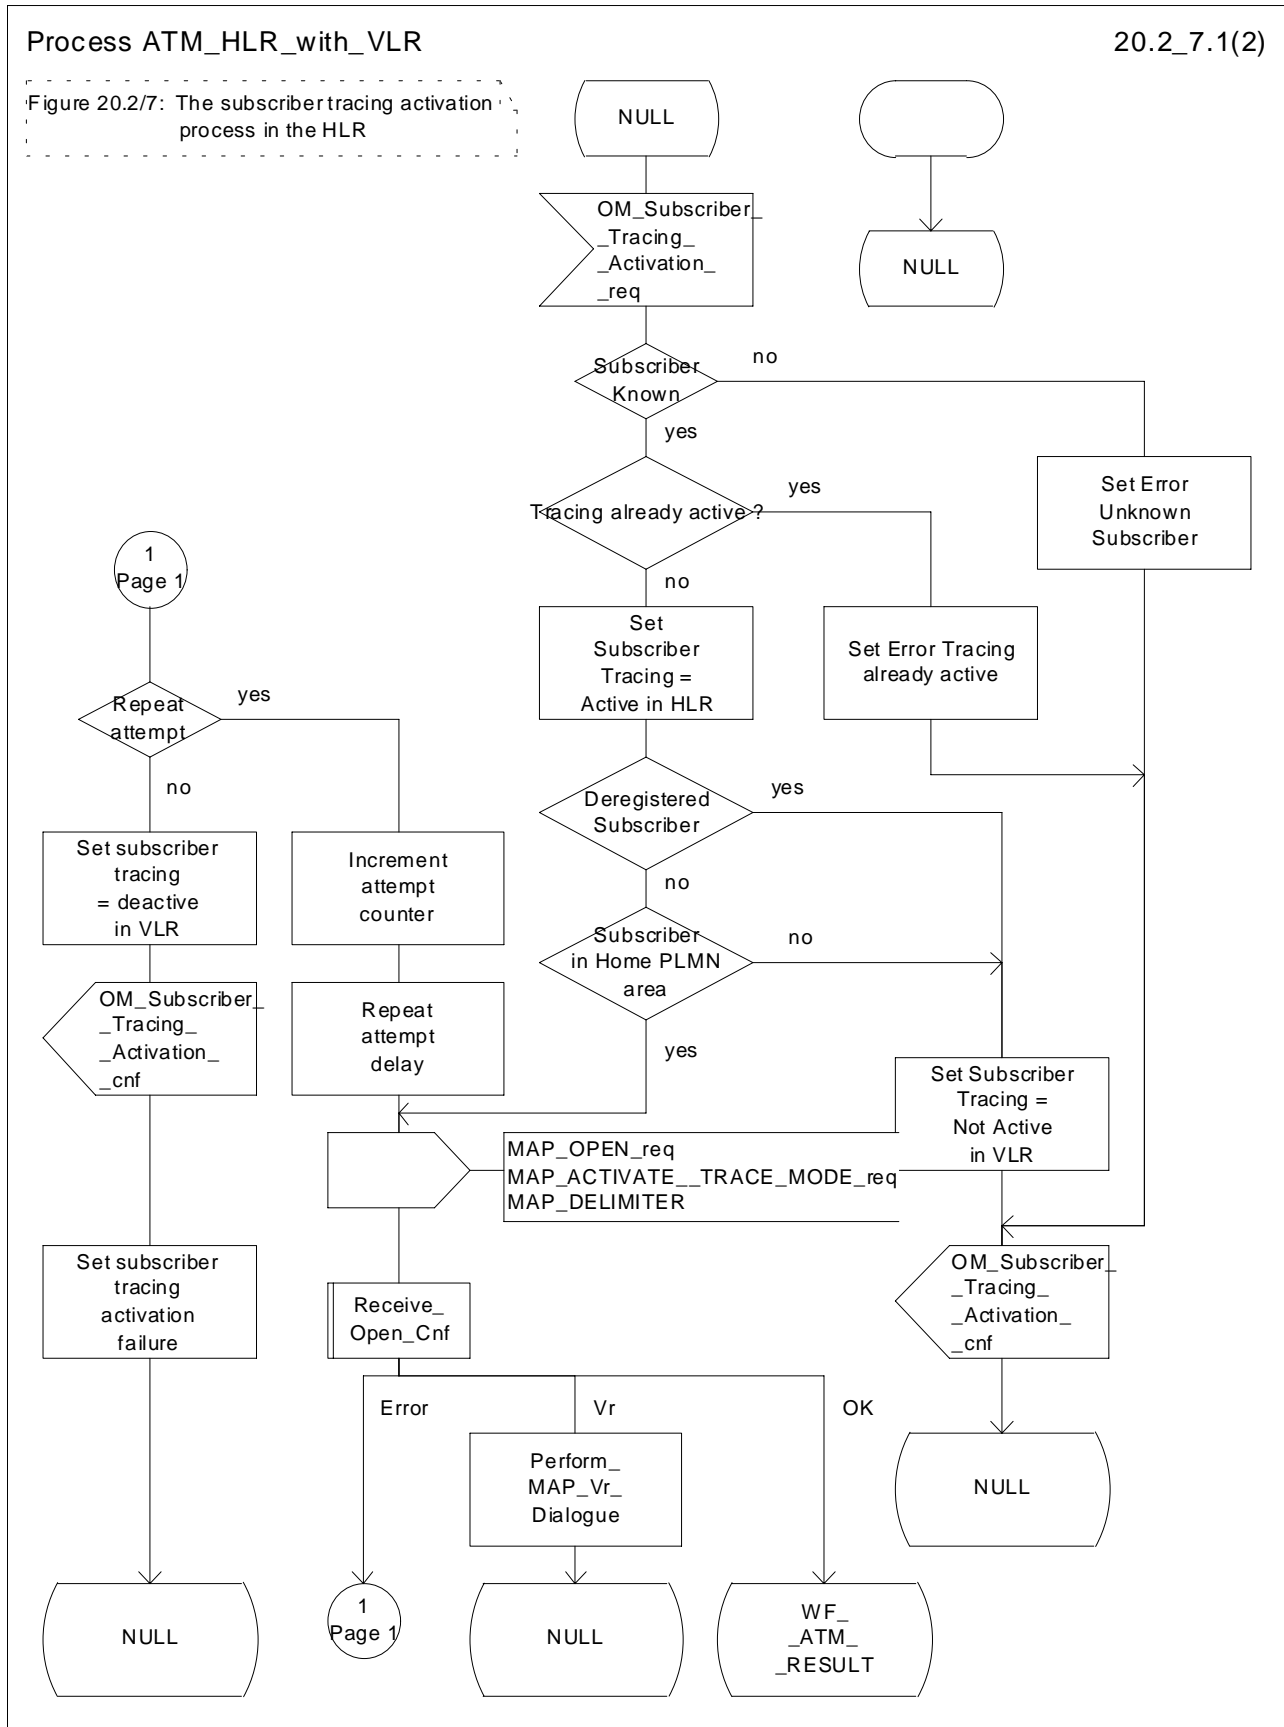 Process ATM_HLR_with_VLR
20.2_7.1(2)
Figure 20.2/7: The subscriber tracing activation
process in the HLR
NULL
OM_Subscriber_
_Tracing_
_Activation_
_req
NULL
Subscriber
Known
no
yes
Tracing already active ?
yes
no
Set Error
Unknown
Subscriber
1
Page 1
Set
Subscriber
Tracing =
Active in HLR
Set Error Tracing
already active
Repeat
attempt
yes
no
Deregistered
Subscriber
yes
no
Set subscriber
tracing
= deactive
in VLR
Increment
attempt
counter
Subscriber
in Home PLMN
area
no
yes
OM_Subscriber_
_Tracing_
_Activation_
_cnf
Repeat
attempt
delay
Set Subscriber
Tracing =
Not Active
in VLR
MAP_OPEN_req
MAP_ACTIVATE__TRACE_MODE_req
MAP_DELIMITER
Set subscriber
tracing
activation
failure
Receive_
Open_Cnf
OM_Subscriber_
_Tracing_
_Activation_
_cnf
Error
Vr
OK
Perform_
MAP_Vr_
Dialogue
NULL
NULL
1
Page 1
NULL
WF_
_ATM_
_RESULT